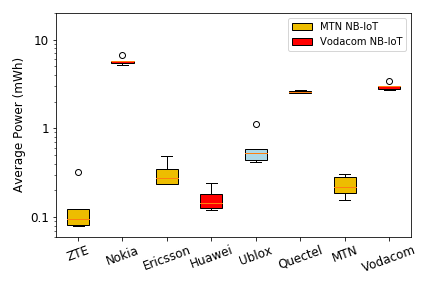 MTN NB-IoT
Vodacom NB-IoT
Average Power (mWh)
10
1
0.1
ZTE
Nokia
Ericsson
Huawei
Ublox
Quectel
MTN
Vodacom